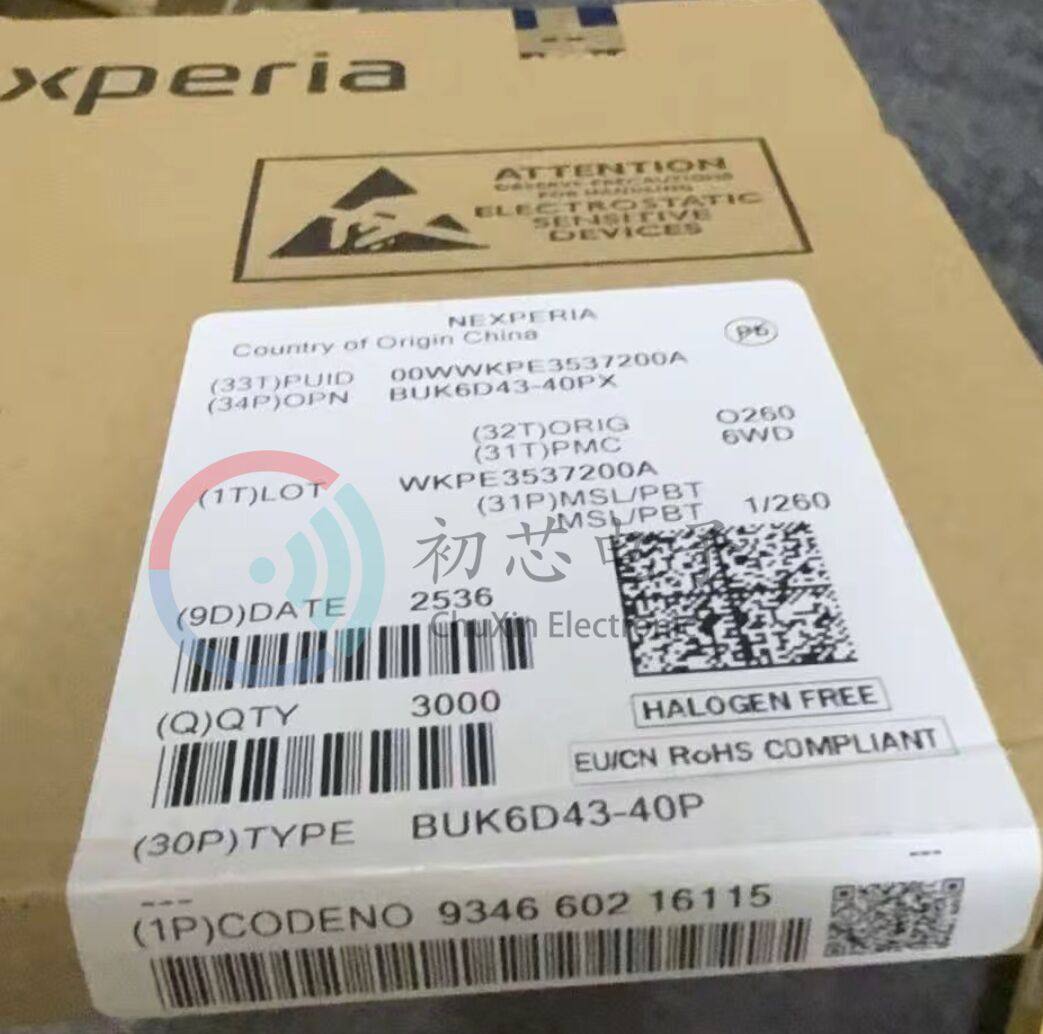 xperia
ATTENTION
OBSERVE PRECAUTIONS
FOR HANDLING
ELECTROSTATIC
SENSITIVE
DEVICES
NEXPERIA
Country of Origin China
Pb
(33T)PUID 00WWKPE3537200A
(34P)OPN BUK6D43-40PX
(32T)ORIG O260
(31T)PMC 6WD
(1T)LOT WKPE3537200A
(31P)MSL/PBT
MSL/PBT 1/260
初芯电子
ChuXin Electronic
(9D)DATE 2536
(Q)QTY 3000
HALOGEN FREE
EU/CN RoHS COMPLIANT
(30P)TYPE BUK6D43-40P
---
---
(1P)CODENO 9346 602 16115